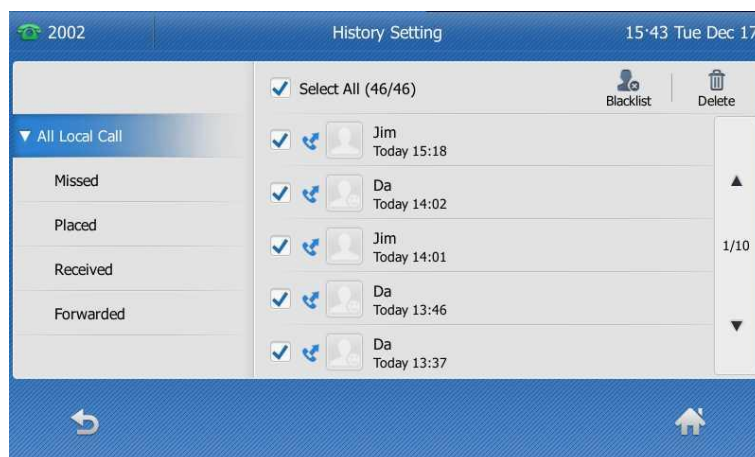 2002 History Setting 15:43 Tue Dec 17
Select All (46/46) Blacklist Delete
▼ All Local Call
Missed
Placed
Received
Forwarded
Jim
Today 15:18
Da
Today 14:02
Jim
Today 14:01
Da
Today 13:46
Da
Today 13:37
▲
1/10
▼